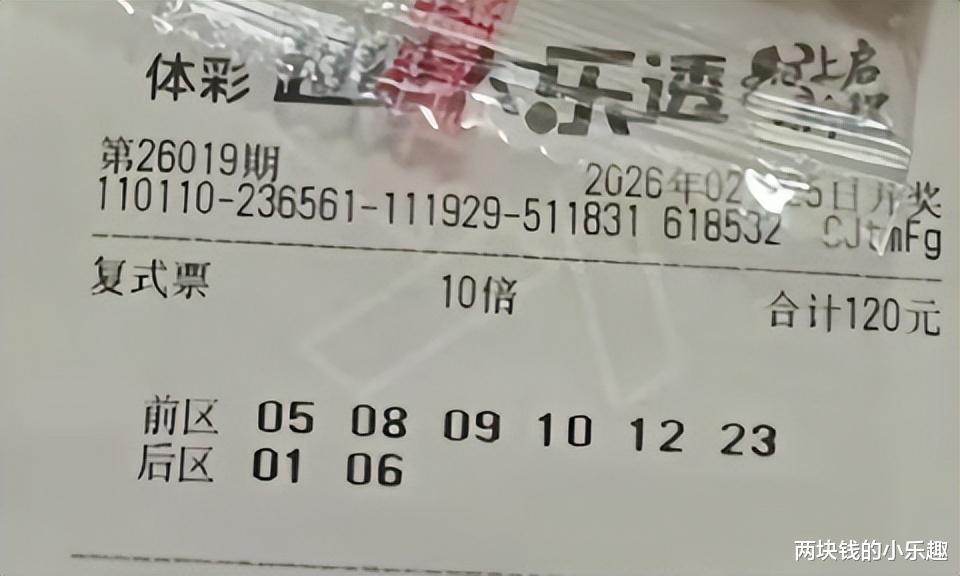 体彩 超级大乐透
第26019期
2026年02 25日开奖
110110-236561-111929-511831 618532 CJtmFg
复式票 10倍 合计120元
前区 05 08 09 10 12 23
后区 01 06
两块钱的小乐趣